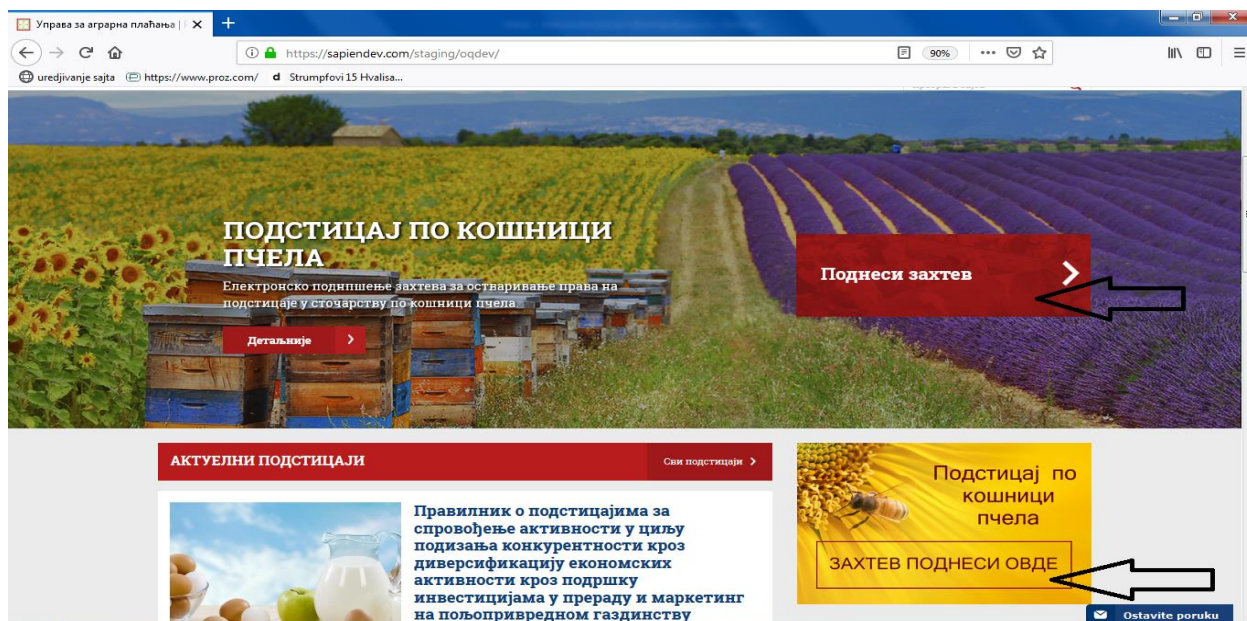 Управа за аграрна плаћања |
https://sapiendev.com/staging/oqdev/
90%
uredjivanje sajta
https://www.proz.com/
d Strumpfovi 15 Hvalisa...
ПОДСТИЦАЈ ПО КОШНИЦИ
ПЧЕЛА
Електронско поднпшење захтева за остваривање права на
подстицаје у сточарству по кошници пчела
Детаљније
Поднеси захтев
АКТУЕЛНИ ПОДСТИЦАЈИ
Сви подстицаји
Правилник о подстицајима за
спровођење активности у циљу
подизања конкурентности кроз
диверсификацију економских
активности кроз подршку
инвестицијама у прераду и маркетинг
на пољопривредном газдинству
Подстицај по
кошници
пчела
ЗАХТЕВ ПОДНЕСИ ОВДЕ
Ostavite poruku